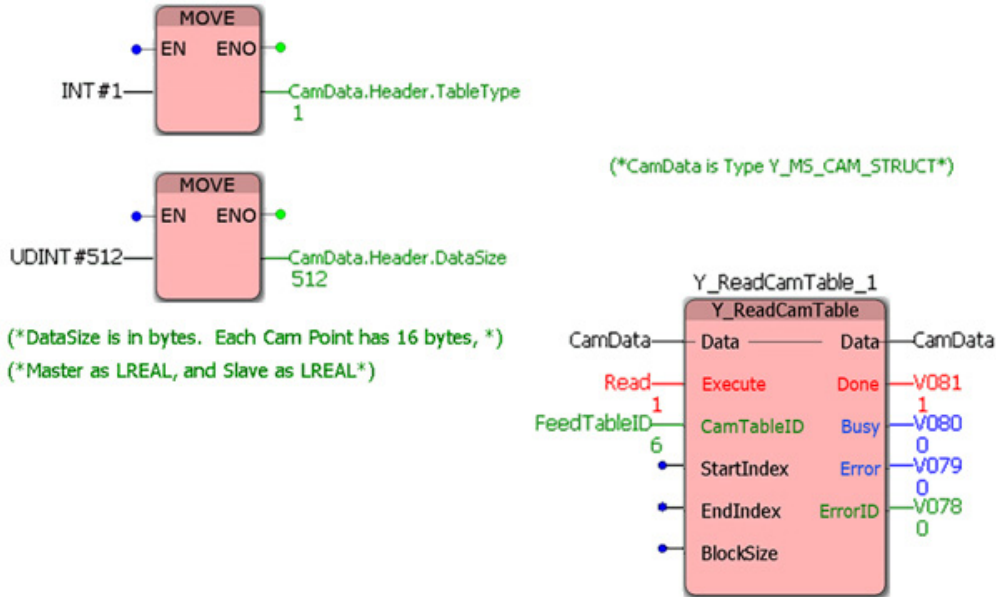 MOVE
EN ENO
INT#1 CamData.Header.TableType
1
(*CamData is Type Y_MS_CAM_STRUCT*)
MOVE
EN ENO
UDINT#512 CamData.Header.DataSize
512
(*DataSize is in bytes. Each Cam Point has 16 bytes, *)
(*Master as LREAL, and Slave as LREAL*)
Y_ReadCamTable_1
Y_ReadCamTable
CamData Data Data CamData
Read Execute Done V081
1 1
FeedTableID CamTableID Busy V080
6 0
StartIndex Error V079
0
EndIndex ErrorID V078
0
BlockSize